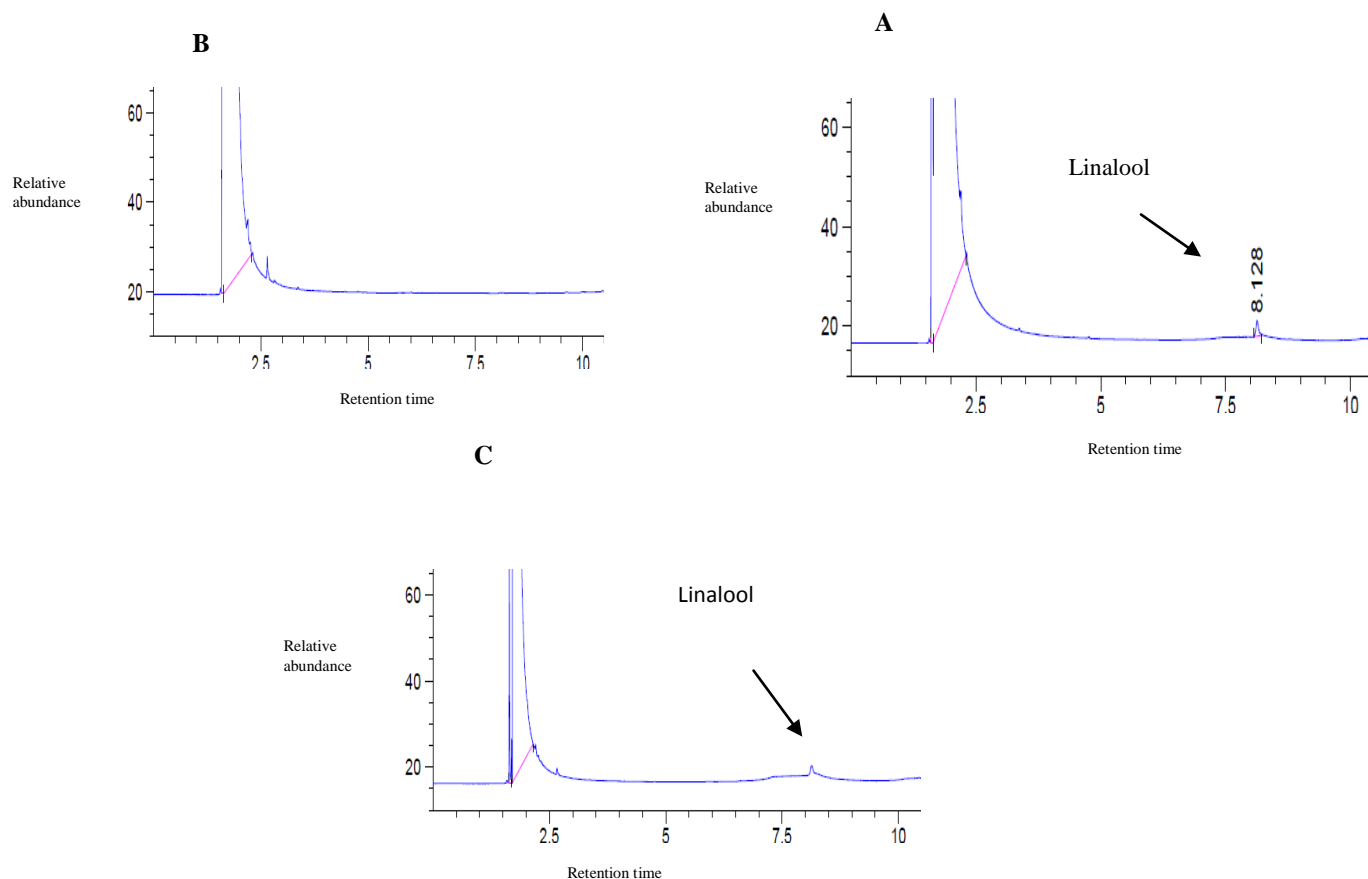 B
60
40
20
Relative
abundance
2.5 5 7.5 10
Retention time
A
60
40
20
Relative
abundance
Linalool
8.128
2.5 5 7.5 10
Retention time
C
60
40
20
Relative
abundance
Linalool
2.5 5 7.5 10
Retention time